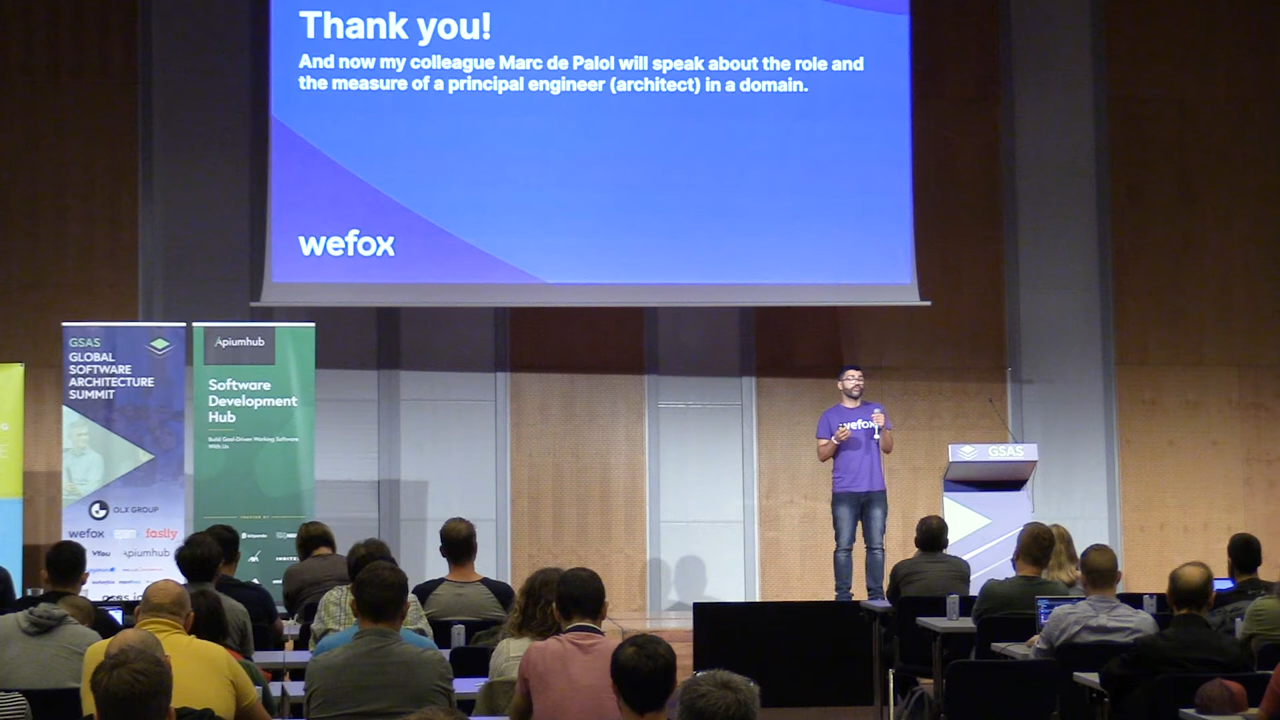 Thank you!
And now my colleague Marc de Palol will speak about the role and
the measure of a principal engineer (architect) in a domain.
wefox
GSAS
GLOBAL
SOFTWARE
ARCHITECTURE
SUMMIT
OLX GROUP
wefox
fastly
Apiumhub
Apiumhub
Software
Development
Hub
Build Goal-Driven Working Software
With Us
wefox
GSAS